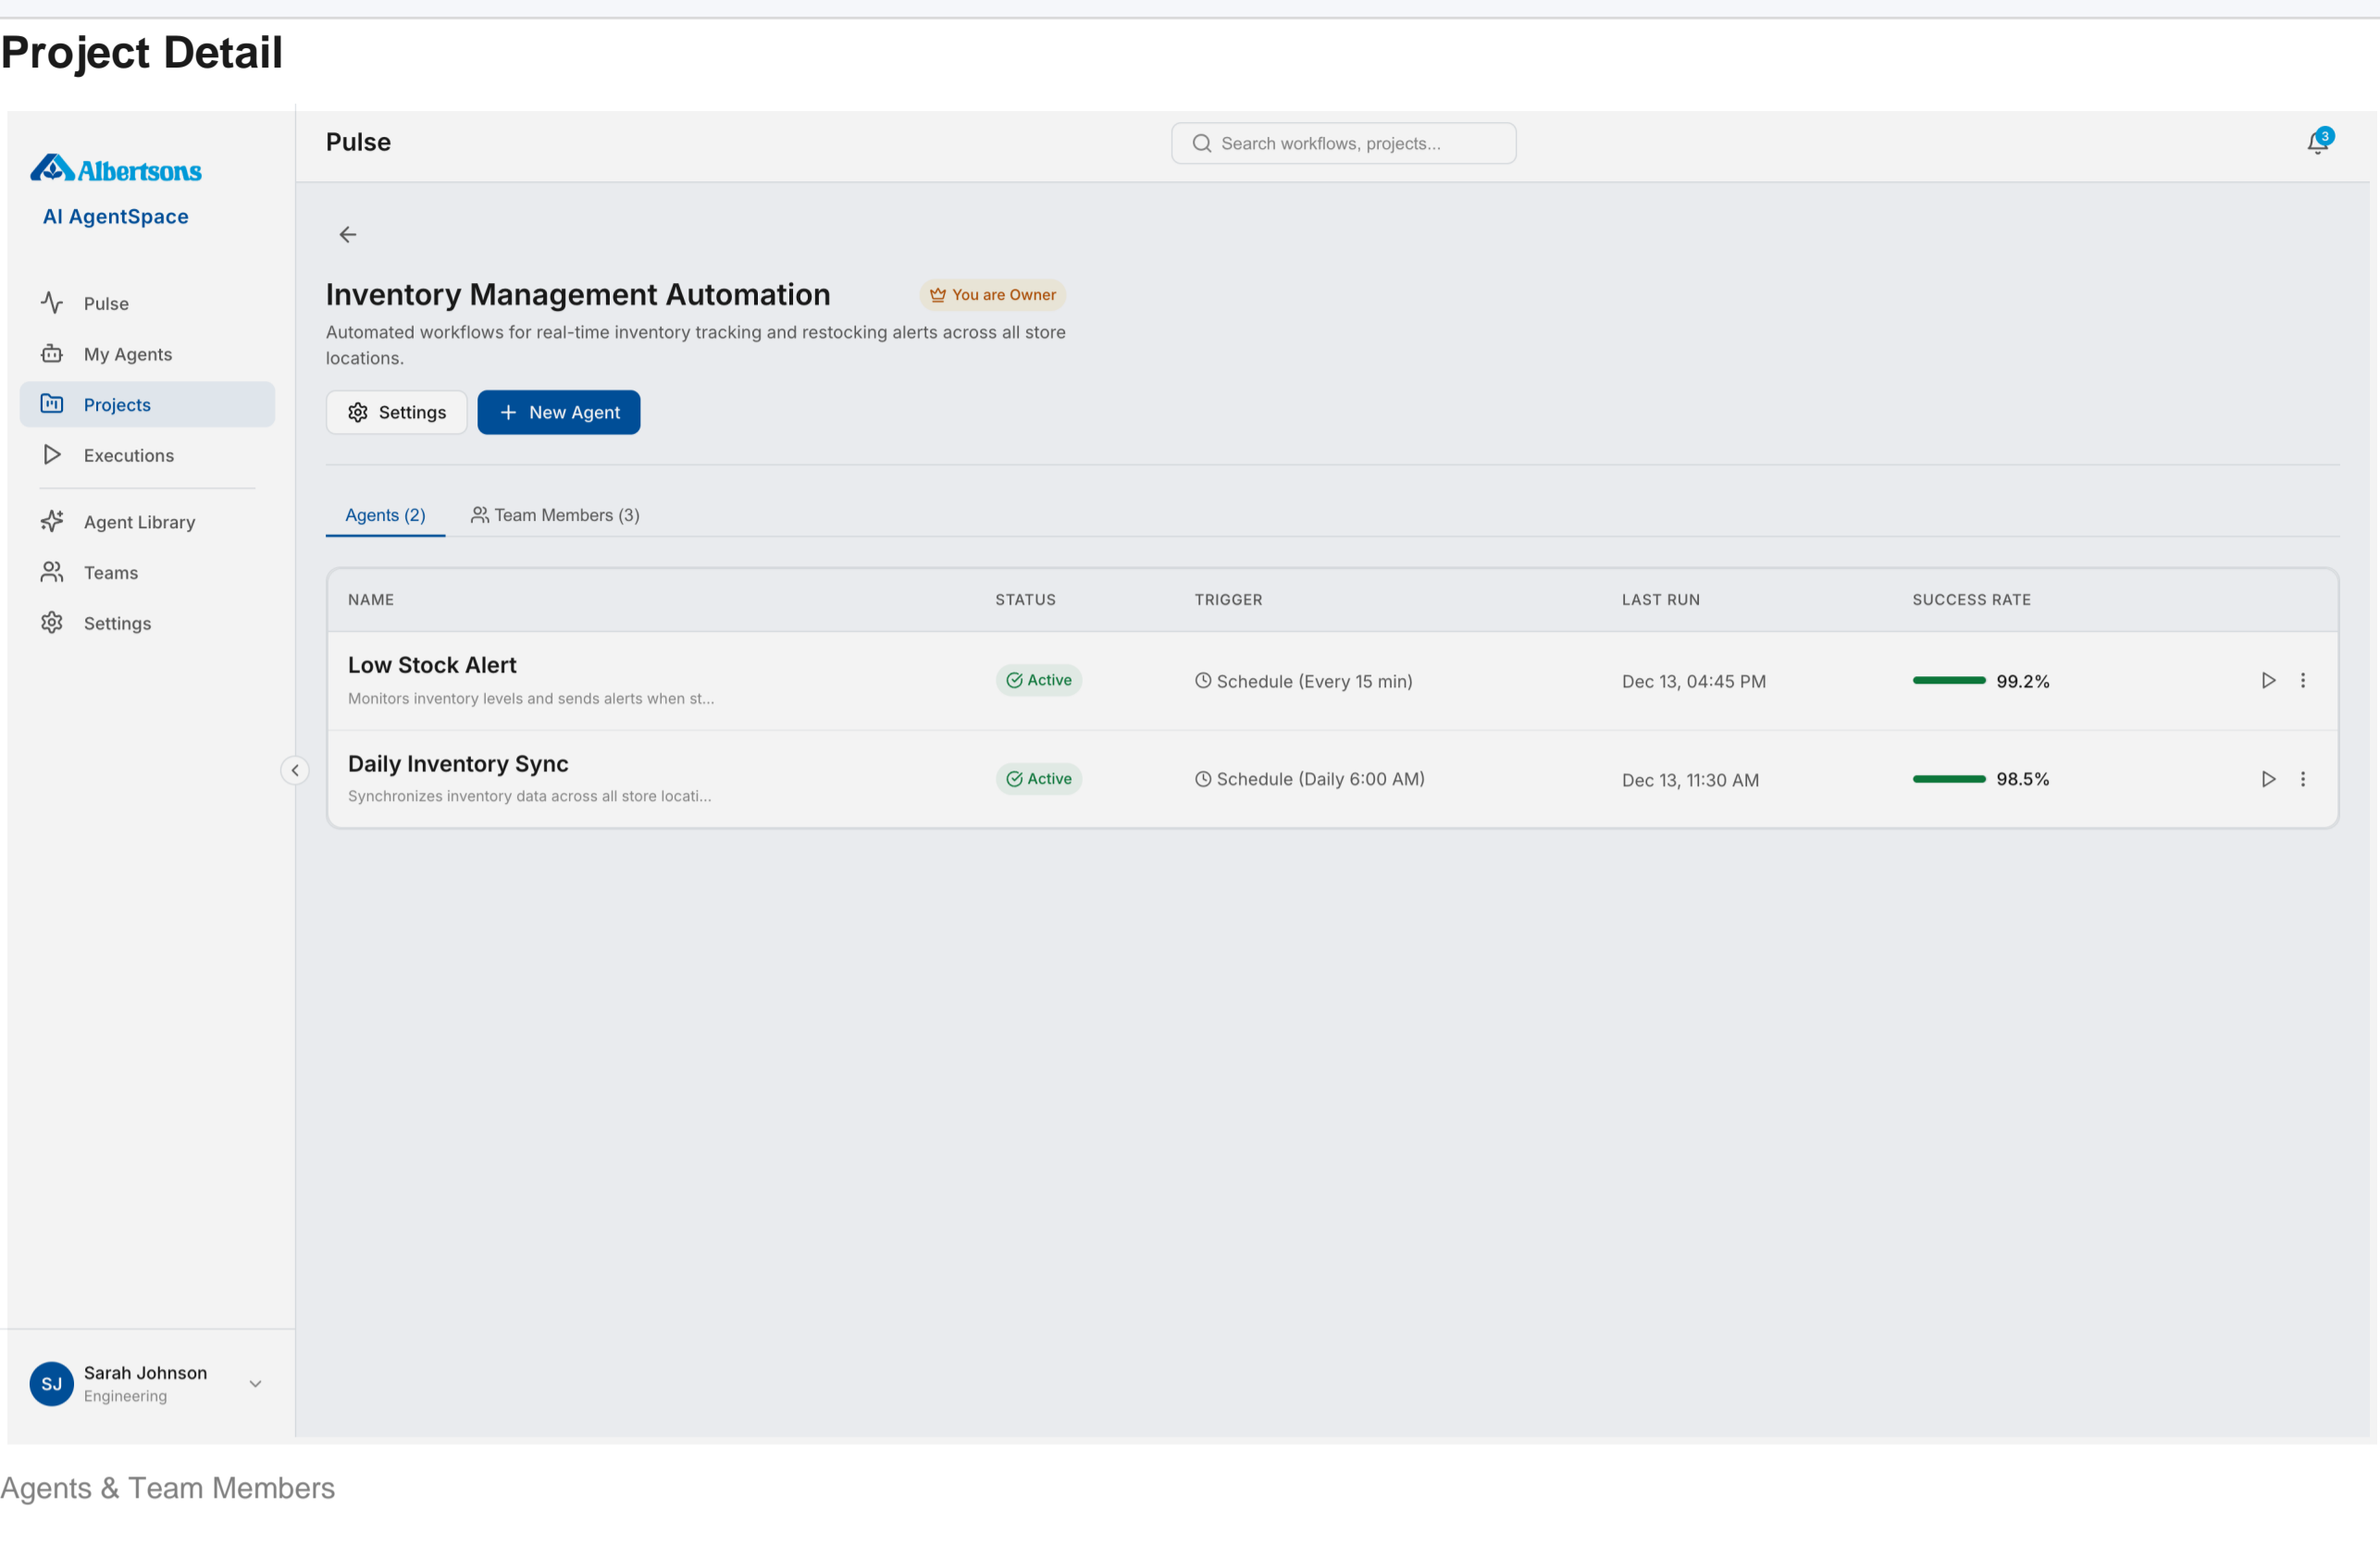 Project Detail
Albertsons
AI AgentSpace
Pulse
My Agents
Projects
Executions
Agent Library
Teams
Settings
SJ
Sarah Johnson
Engineering
Pulse
Search workflows, projects...
3
Inventory Management Automation
You are Owner
Automated workflows for real-time inventory tracking and restocking alerts across all store
locations.
Settings
New Agent
Agents (2)
Team Members (3)
NAME STATUS TRIGGER LAST RUN SUCCESS RATE
Low Stock Alert
Monitors inventory levels and sends alerts when st...
Active
Schedule (Every 15 min)
Dec 13, 04:45 PM
99.2%
Daily Inventory Sync
Synchronizes inventory data across all store locati...
Active
Schedule (Daily 6:00 AM)
Dec 13, 11:30 AM
98.5%
Agents & Team Members